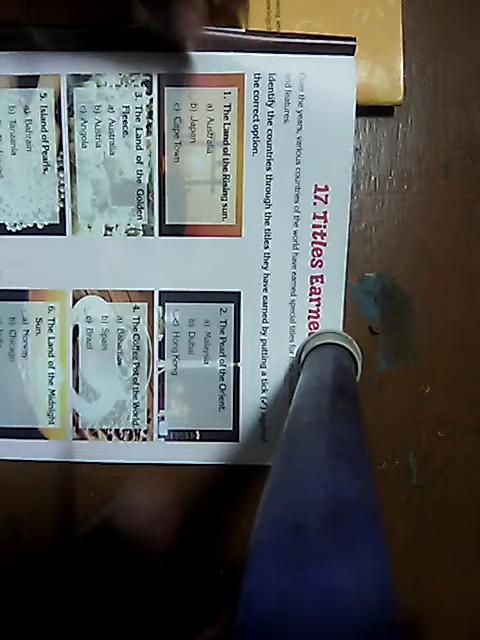 17. Titles Earned
Over the years, various countries of the world have earned special titles for
and features.
Identify the countries through the titles they have earned by putting a tick (✓) against
the correct option.
1. The Land of the Rising sun.
a) Australia
b) Japan
c) Cape Town
2. The Pearl of the Orient.
a) Malaysia
b) Dubai
c) Hong Kong
3. The Land of the Golden
Fleece.
a) Australia
b) Austria
c) Angola
4. The Coffee Pot of the World.
a) Bahamas
b) Spain
c) Brazil
5. Island of Pearls.
a) Bahrain
b) Tanzania
6. The Land of the Midnight
Sun.
a) Norway
b) Chicago